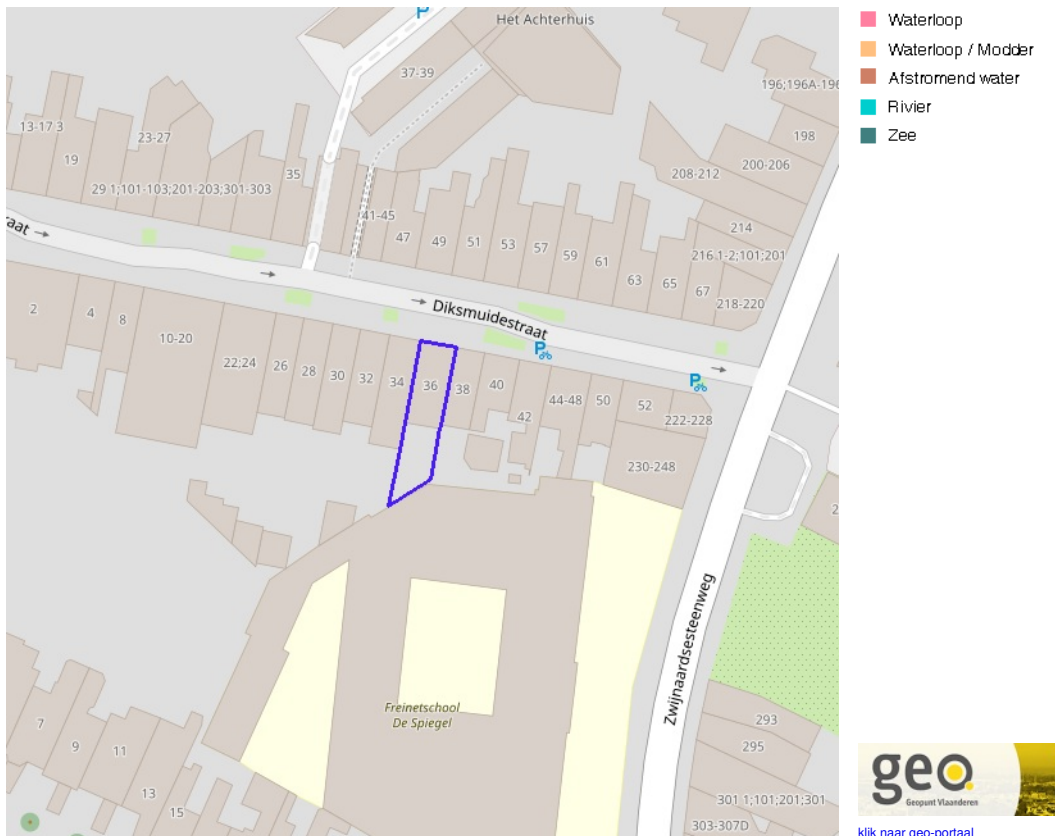 Het Achterhuis
P
37-39
196;196A-196
13-17 3
23-27
198
19
200-206
29 1;101-103;201-203;301-303
35
208-212
41-45
47
49
51
53
57
59
61
63
65
67
214
216 1-2;101;201
218-220
raat
Diksmuidestraat
P
P
2
4
8
10-20
22;24
26
28
30
32
34
36
38
40
42
44-48
50
52
222-228
230-248
Zwijnaardsesteenweg
Freinetschool
De Spiegel
7
9
11
13
15
293
295
301 1;101;201;301
303-307D
2
Waterloop
Waterloop / Modder
Afstromend water
Rivier
Zee
geo.
Geopunt Vlaanderen
klik naar geo-portaal